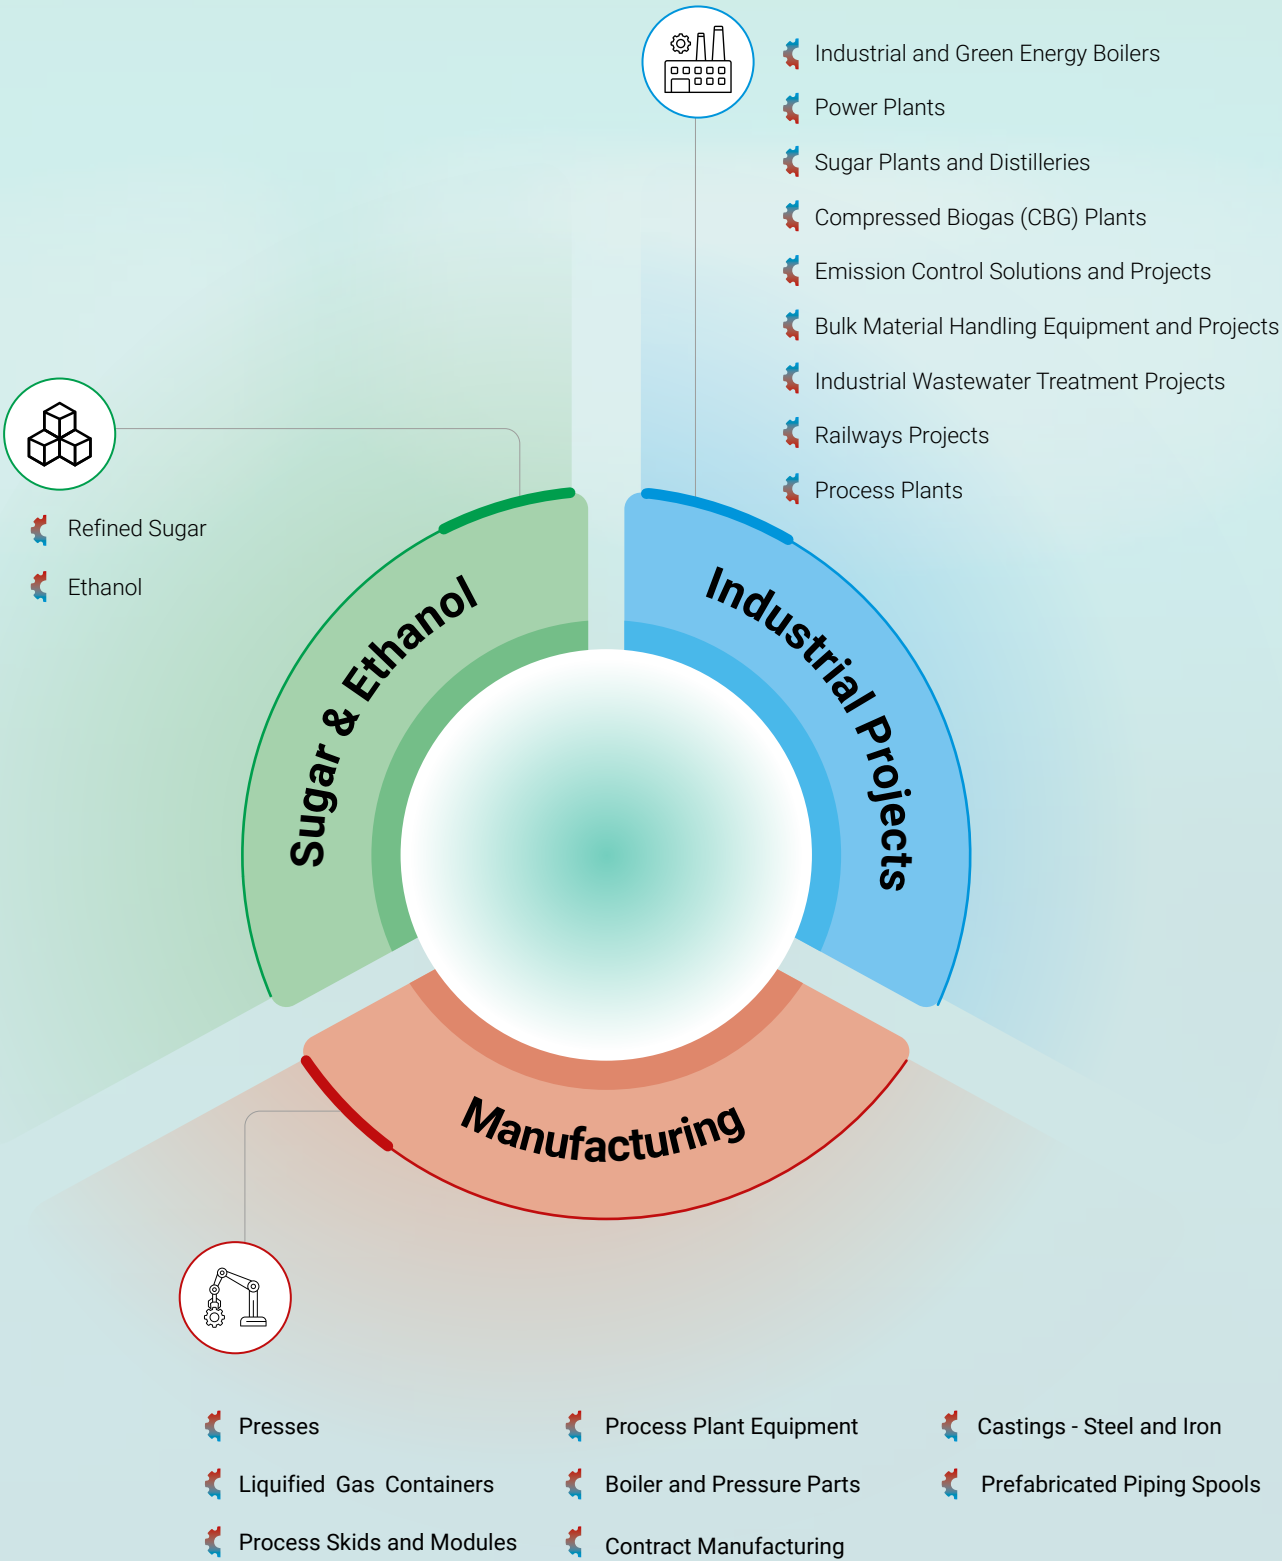 Industrial and Green Energy Boilers
Power Plants
Sugar Plants and Distilleries
Compressed Biogas (CBG) Plants
Emission Control Solutions and Projects
Bulk Material Handling Equipment and Projects
Industrial Wastewater Treatment Projects
Railways Projects
Process Plants
Refined Sugar
Ethanol
Sugar & Ethanol
Industrial Projects
Manufacturing
Presses
Liquified Gas Containers
Process Skids and Modules
Process Plant Equipment
Boiler and Pressure Parts
Contract Manufacturing
Castings - Steel and Iron
Prefabricated Piping Spools